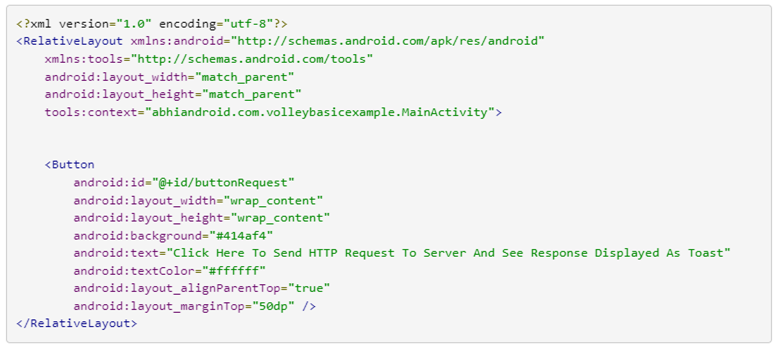 <?xml version="1.0" encoding="utf-8"?>
<RelativeLayout xmlns:android="http://schemas.android.com/apk/res/android"
    xmlns:tools="http://schemas.android.com/tools"
    android:layout_width="match_parent"
    android:layout_height="match_parent"
    tools:context="abhiandroid.com.volleybasicexample.MainActivity">
    <Button
        android:id="@+id/buttonRequest"
        android:layout_width="wrap_content"
        android:layout_height="wrap_content"
        android:background="#414af4"
        android:text="Click Here To Send HTTP Request To Server And See Response Displayed As Toast"
        android:textColor="#ffffff"
        android:layout_alignParentTop="true"
        android:layout_marginTop="50dp" />
</RelativeLayout>